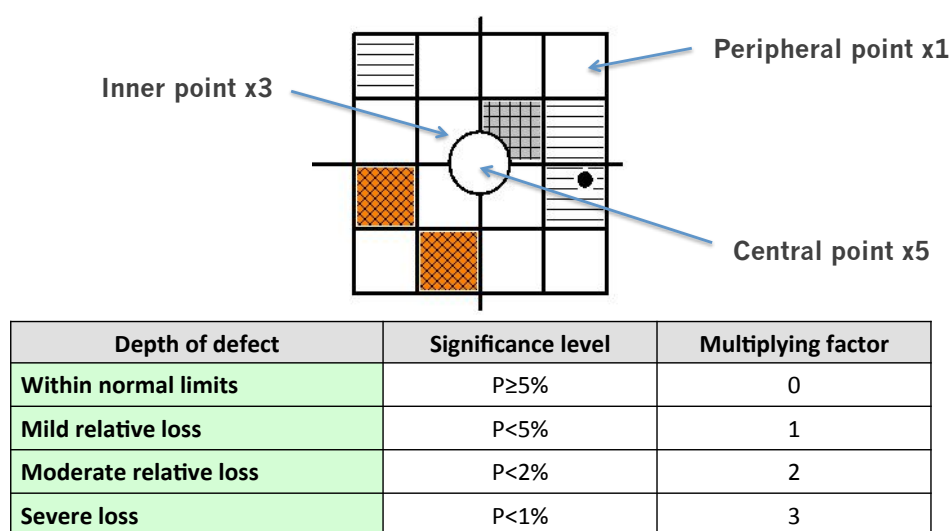 Peripheral point x1
Inner point x3
Central point x5
Depth of defect Significance level Multiplying factor
Within normal limits P≥5% 0
Mild relative loss P<5% 1
Moderate relative loss P<2% 2
Severe loss P<1% 3